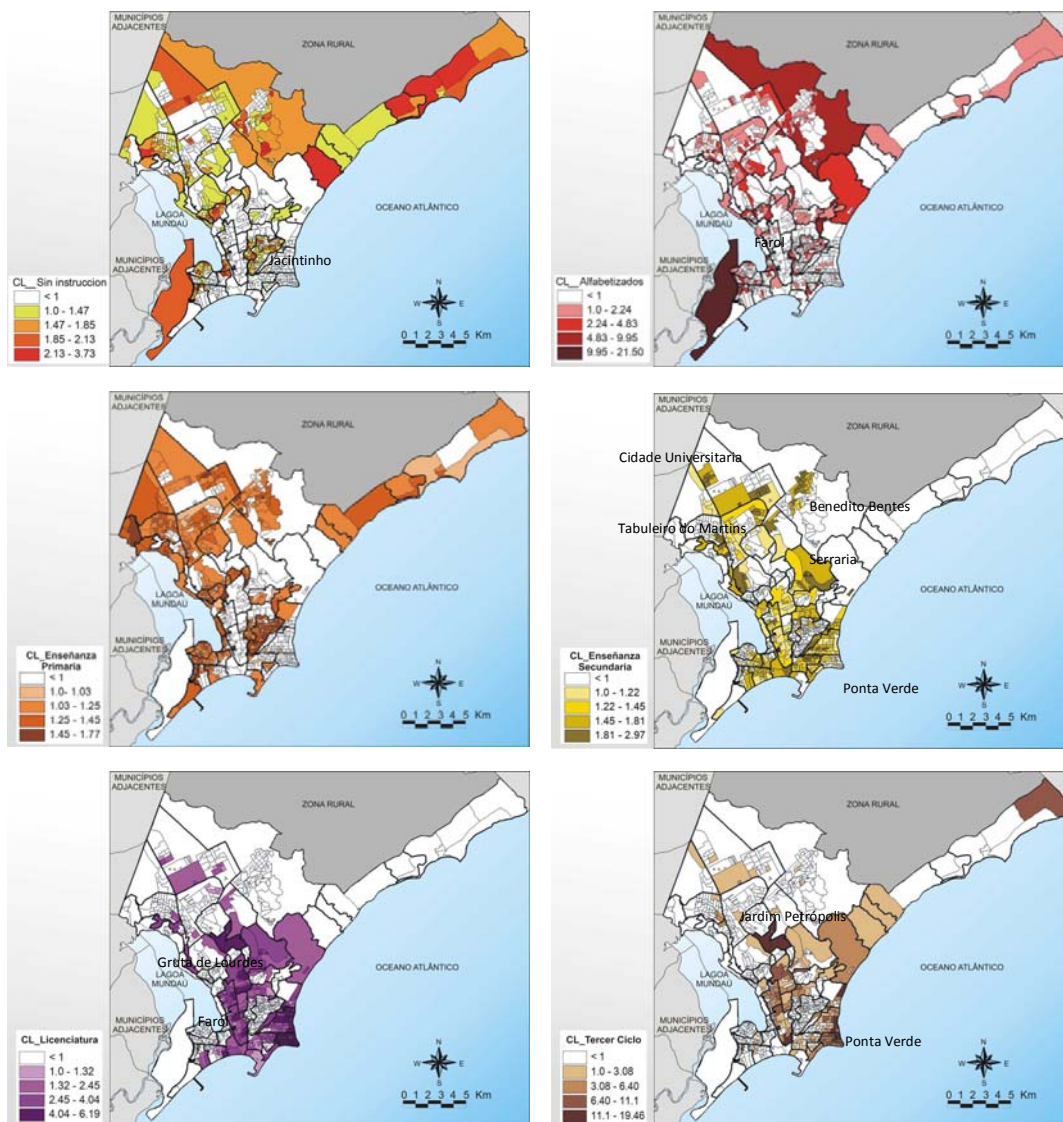 MUNICÍPIOS
ADJACENTES
ZONA RURAL
OCEANO ATLÂNTICO
LAGOA
MUNDAÚ
MUNICÍPIOS
ADJACENTES
Jacintinho
CL__Sin instruccion
< 1
1.0 - 1.47
1.47 - 1.85
1.85 - 2.13
2.13 - 3.73
N
W E
S
0 1 2 3 4 5 Km
MUNICÍPIOS
ADJACENTES
ZONA RURAL
OCEANO ATLÂNTICO
LAGOA
MUNDAÚ
Farol
MUNICÍPIOS
ADJACENTES
CL__Alfabetizados
< 1
1.0 - 2.24
2.24 - 4.83
4.83 - 9.95
9.95 - 21.50
N
W E
S
0 1 2 3 4 5 Km
MUNICÍPIOS
ADJACENTES
ZONA RURAL
OCEANO ATLÂNTICO
LAGOA
MUNDAÚ
MUNICÍPIOS
ADJACENTES
CL_Enseñanza
Primaria
< 1
1.0- 1.03
1.03 - 1.25
1.25 - 1.45
1.45 - 1.77
N
W E
S
0 1 2 3 4 5 Km
MUNICÍPIOS
ADJACENTES
ZONA RURAL
Cidade Universitaria
Benedito Bentes
Tabuleiro do Martins
Serraria
OCEANO ATLÂNTICO
LAGOA
MUNDAÚ
MUNICÍPIOS
ADJACENTES
Ponta Verde
CL_Enseñanza
Secundaria
< 1
1.0 - 1.22
1.22 - 1.45
1.45 - 1.81
1.81 - 2.97
N
W E
S
0 1 2 3 4 5 Km
MUNICÍPIOS
ADJACENTES
ZONA RURAL
Gruta de Lourdes
OCEANO ATLÂNTICO
LAGOA
MUNDAÚ
Farol
MUNICÍPIOS
ADJACENTES
CL_Licenciatura
< 1
1.0 - 1.32
1.32 - 2.45
2.45 - 4.04
4.04 - 6.19
N
W E
S
0 1 2 3 4 5 Km
MUNICÍPIOS
ADJACENTES
ZONA RURAL
Jardim Petrópolis
OCEANO ATLÂNTICO
LAGOA
MUNDAÚ
MUNICÍPIOS
ADJACENTES
Ponta Verde
CL_Tercer Ciclo
< 1
1.0 - 3.08
3.08 - 6.40
6.40 - 11.1
11.1 - 19.46
N
W E
S
0 1 2 3 4 5 Km